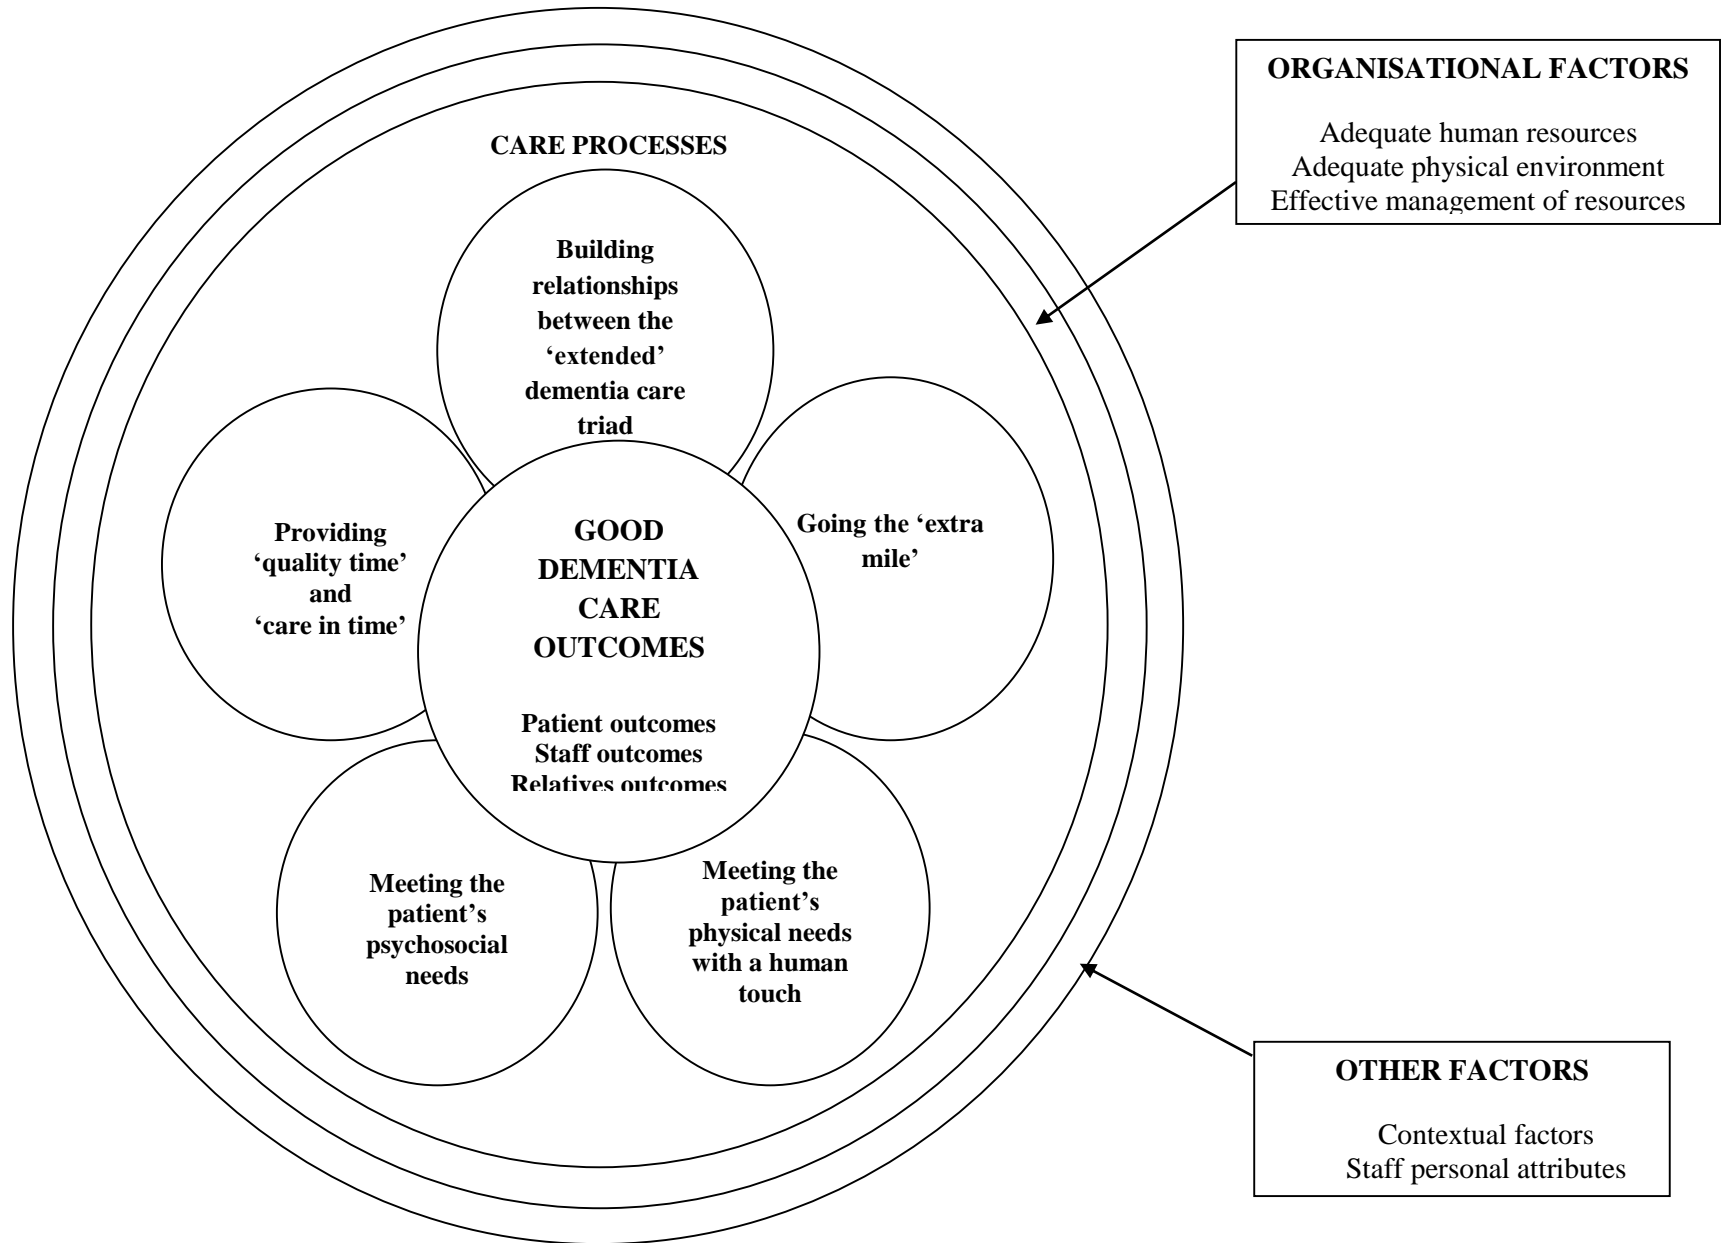 ORGANISATIONAL FACTORS
Adequate human resources
Adequate physical environment
Effective management of resources
CARE PROCESSES
Building
relationships
between the
‘extended’
dementia care
triad
Providing
‘quality time’
and
‘care in time’
Going the ‘extra
mile’
GOOD
DEMENTIA
CARE
OUTCOMES
Patient outcomes
Staff outcomes
Relatives outcomes
Meeting the
patient’s
psychosocial
needs
Meeting the
patient’s
physical needs
with a human
touch
OTHER FACTORS
Contextual factors
Staff personal attributes